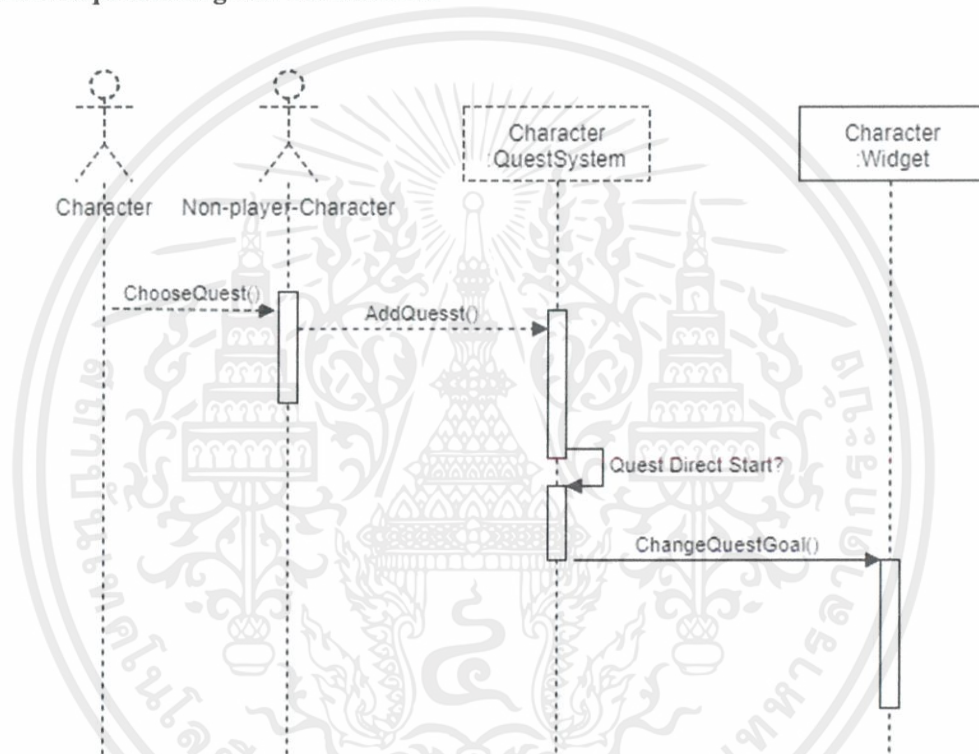 Character
:QuestSystem
Character
:Widget
Character
Non-player-Character
ChooseQuest()
AddQuesst()
Quest Direct Start?
ChangeQuestGoal()